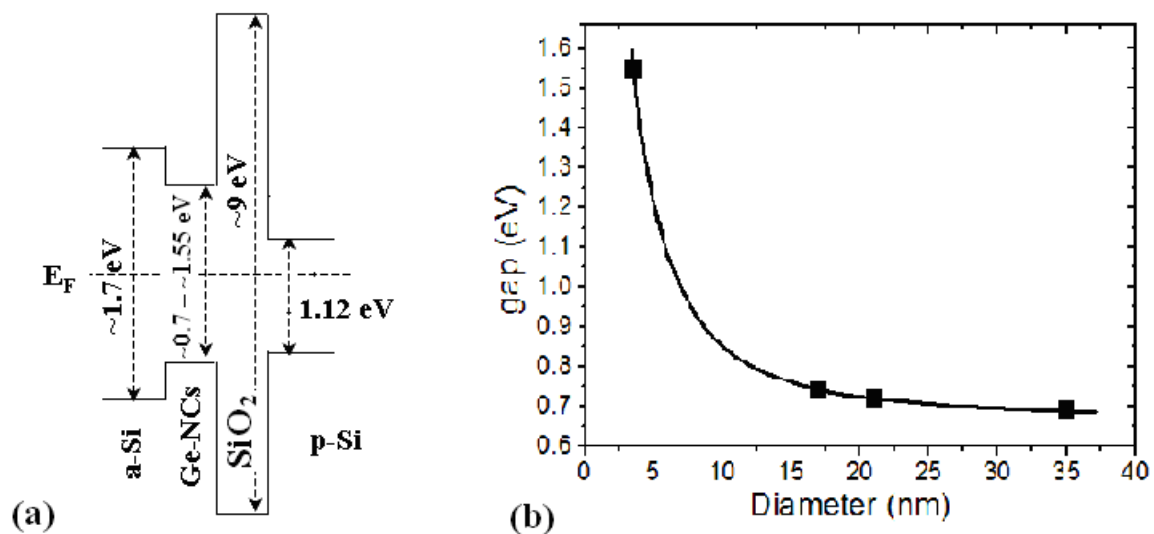 ~1.7 eV
~0.7 – ~1.55 eV
~9 eV
1.12 eV
E_F
a-Si
Ge-NCs
SiO₂
p-Si
(a)
gap (eV)
1.6
1.5
1.4
1.3
1.2
1.1
1.0
0.9
0.8
0.7
0.6
0 5 10 15 20 25 30 35 40
Diameter (nm)
(b)